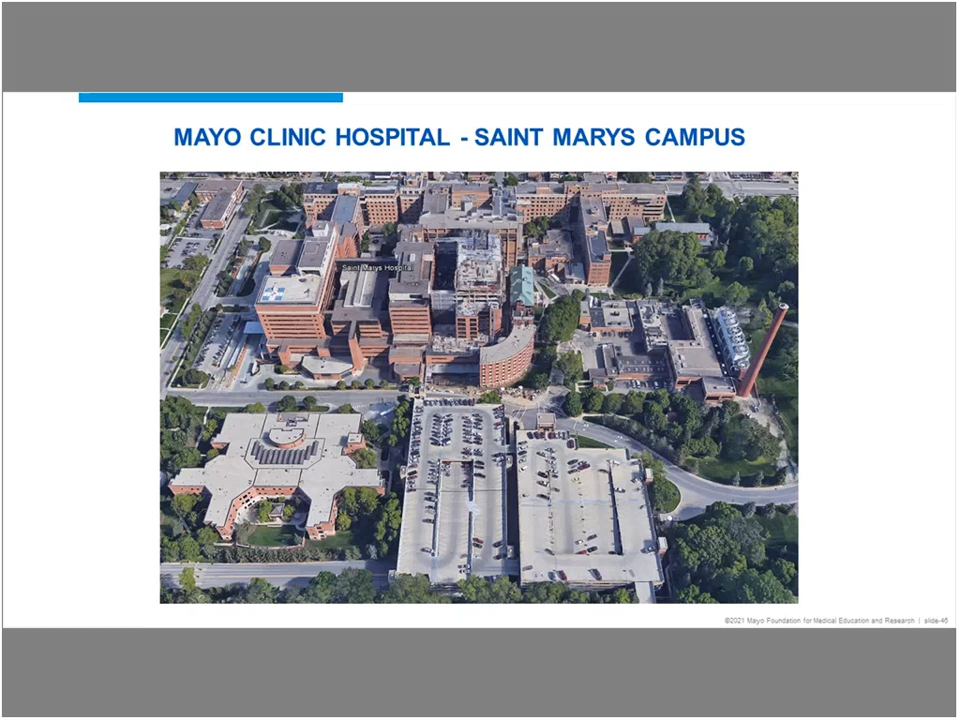 MAYO CLINIC HOSPITAL - SAINT MARYS CAMPUS
Saint Marys Hospital
©2021 Mayo Foundation for Medical Education and Research | slide-46